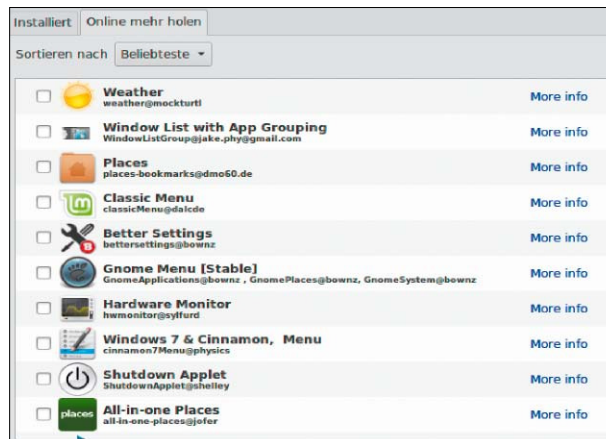 Installiert Online mehr holen
Sortieren nach Beliebteste
Weather
weather@mockturtl
More info
Window List with App Grouping
WindowListGroup@jake.phy@gmail.com
More info
Places
places-bookmarks@dmo60.de
More info
Classic Menu
classicMenu@dalcde
More info
Better Settings
bettersettings@bownz
More info
Gnome Menu [Stable]
GnomeApplications@bownz , GnomePlaces@bownz, GnomeSystem@bownz
More info
Hardware Monitor
hwmonitor@sylfurd
More info
Windows 7 & Cinnamon, Menu
cinnamon7Menu@physics
More info
Shutdown Applet
ShutdownApplet@shelley
More info
places
All-in-one Places
all-in-one-places@jofer
More info